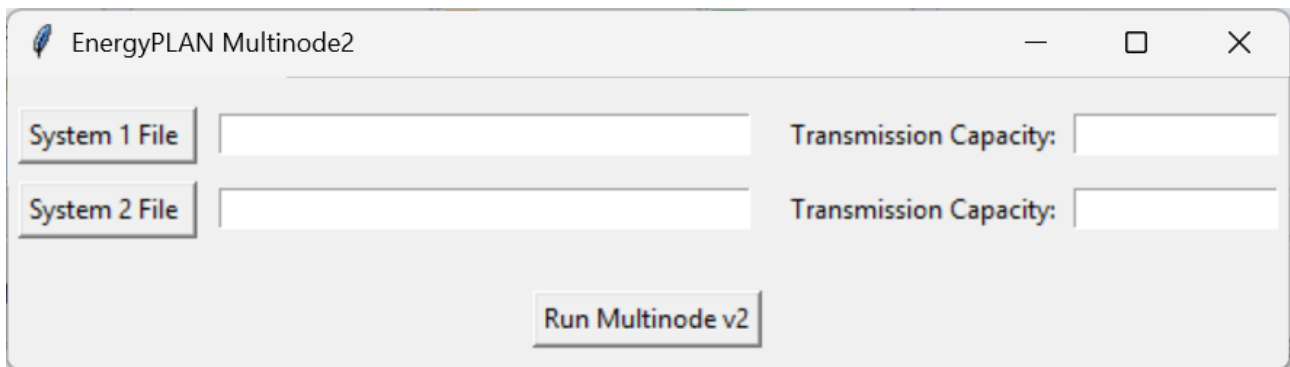 EnergyPLAN Multinode2
System 1 File Transmission Capacity:
System 2 File Transmission Capacity:
Run Multinode v2